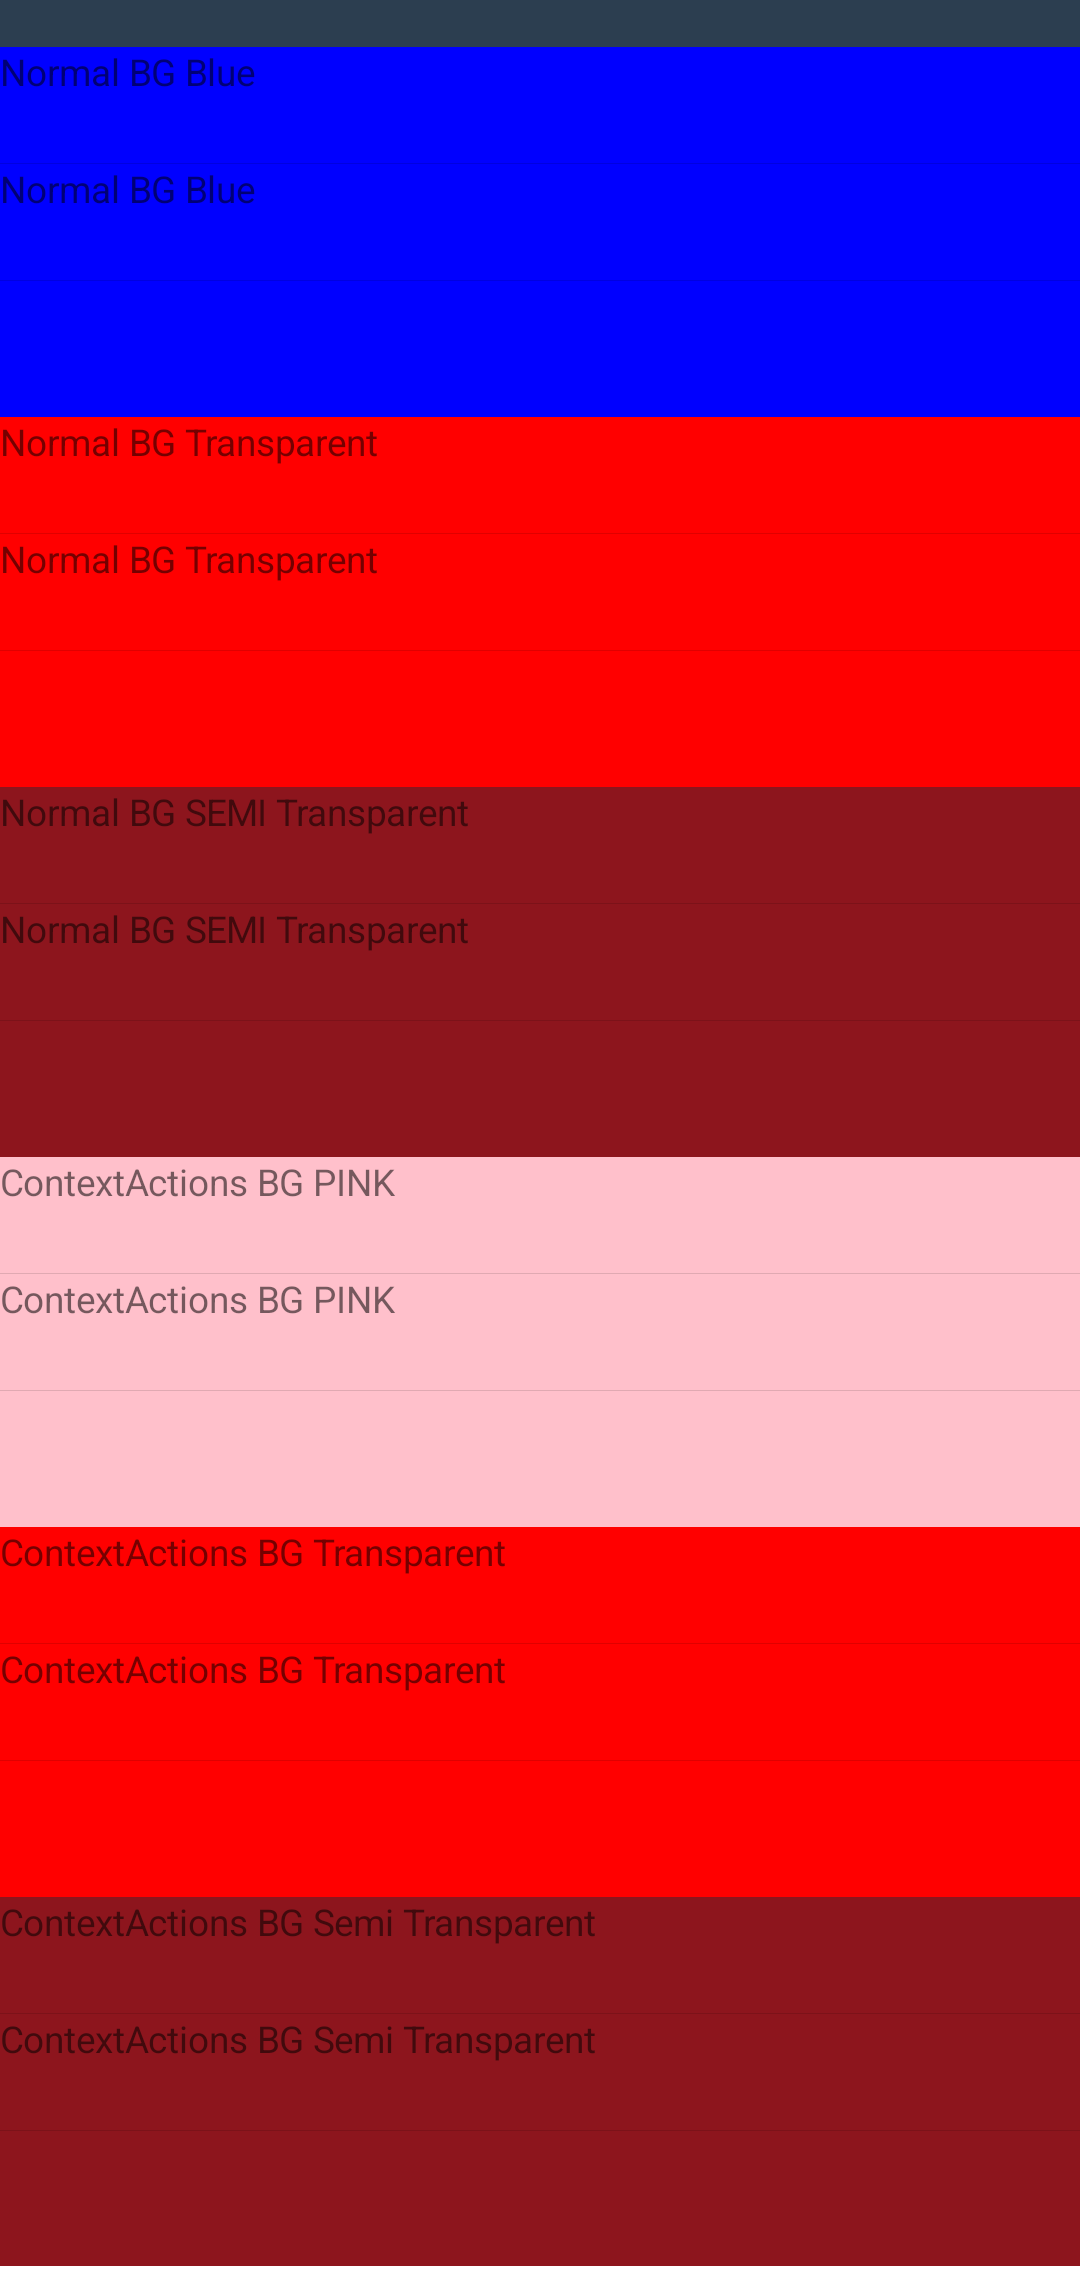 Normal BG Blue
Normal BG Blue
Normal BG Transparent
Normal BG Transparent
Normal BG SEMI Transparent
Normal BG SEMI Transparent
ContextActions BG PINK
ContextActions BG PINK
ContextActions BG Transparent
ContextActions BG Transparent
ContextActions BG Semi Transparent
ContextActions BG Semi Transparent